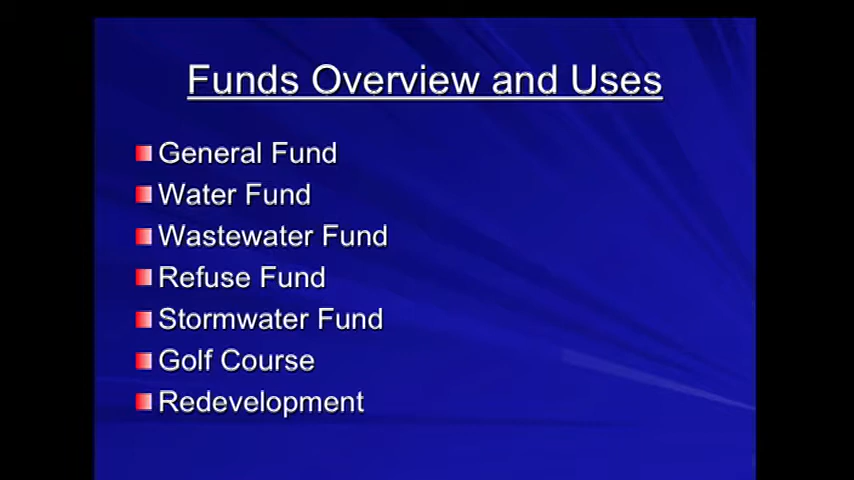 Funds Overview and Uses
General Fund
Water Fund
Wastewater Fund
Refuse Fund
Stormwater Fund
Golf Course
Redevelopment